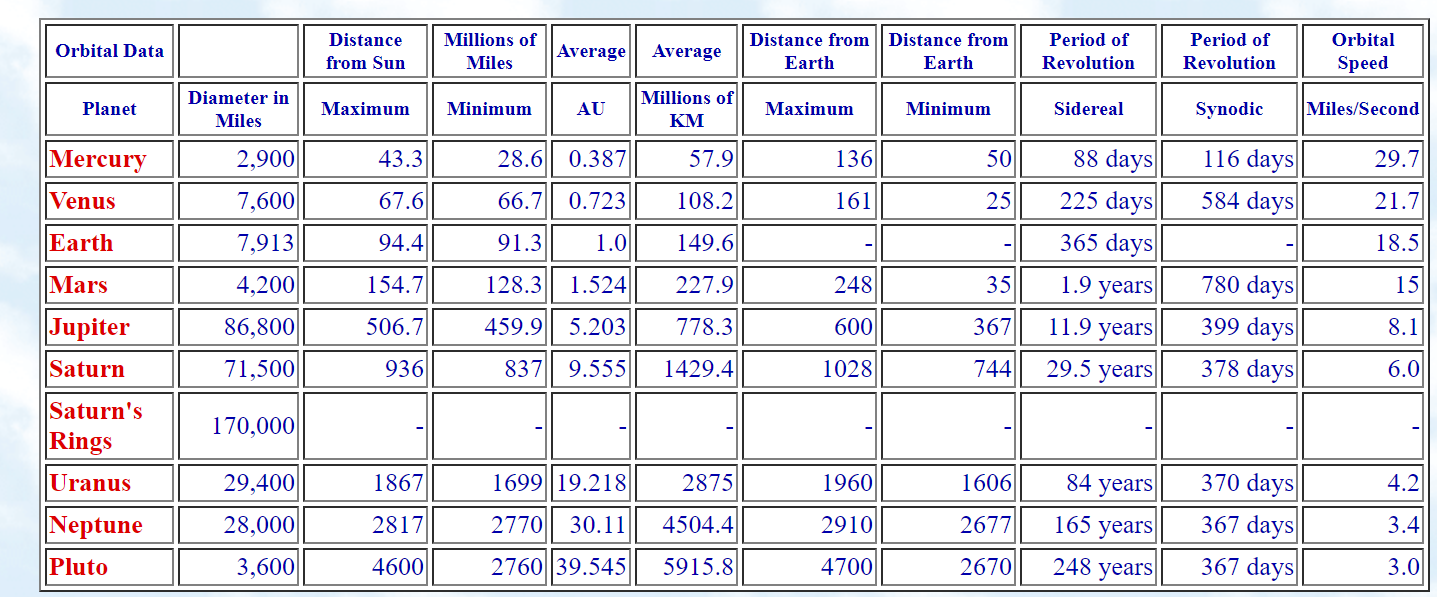 Orbital Data Distance from Sun Millions of Miles Average Average Distance from Earth Distance from Earth Period of Revolution Period of Revolution Orbital Speed
Planet Diameter in Miles Maximum Minimum AU Millions of KM Maximum Minimum Sidereal Synodic Miles/Second
Mercury 2,900 43.3 28.6 0.387 57.9 136 50 88 days 116 days 29.7
Venus 7,600 67.6 66.7 0.723 108.2 161 25 225 days 584 days 21.7
Earth 7,913 94.4 91.3 1.0 149.6 - - 365 days - 18.5
Mars 4,200 154.7 128.3 1.524 227.9 248 35 1.9 years 780 days 15
Jupiter 86,800 506.7 459.9 5.203 778.3 600 367 11.9 years 399 days 8.1
Saturn 71,500 936 837 9.555 1429.4 1028 744 29.5 years 378 days 6.0
Saturn's Rings 170,000 - - - - - - - - -
Uranus 29,400 1867 1699 19.218 2875 1960 1606 84 years 370 days 4.2
Neptune 28,000 2817 2770 30.11 4504.4 2910 2677 165 years 367 days 3.4
Pluto 3,600 4600 2760 39.545 5915.8 4700 2670 248 years 367 days 3.0